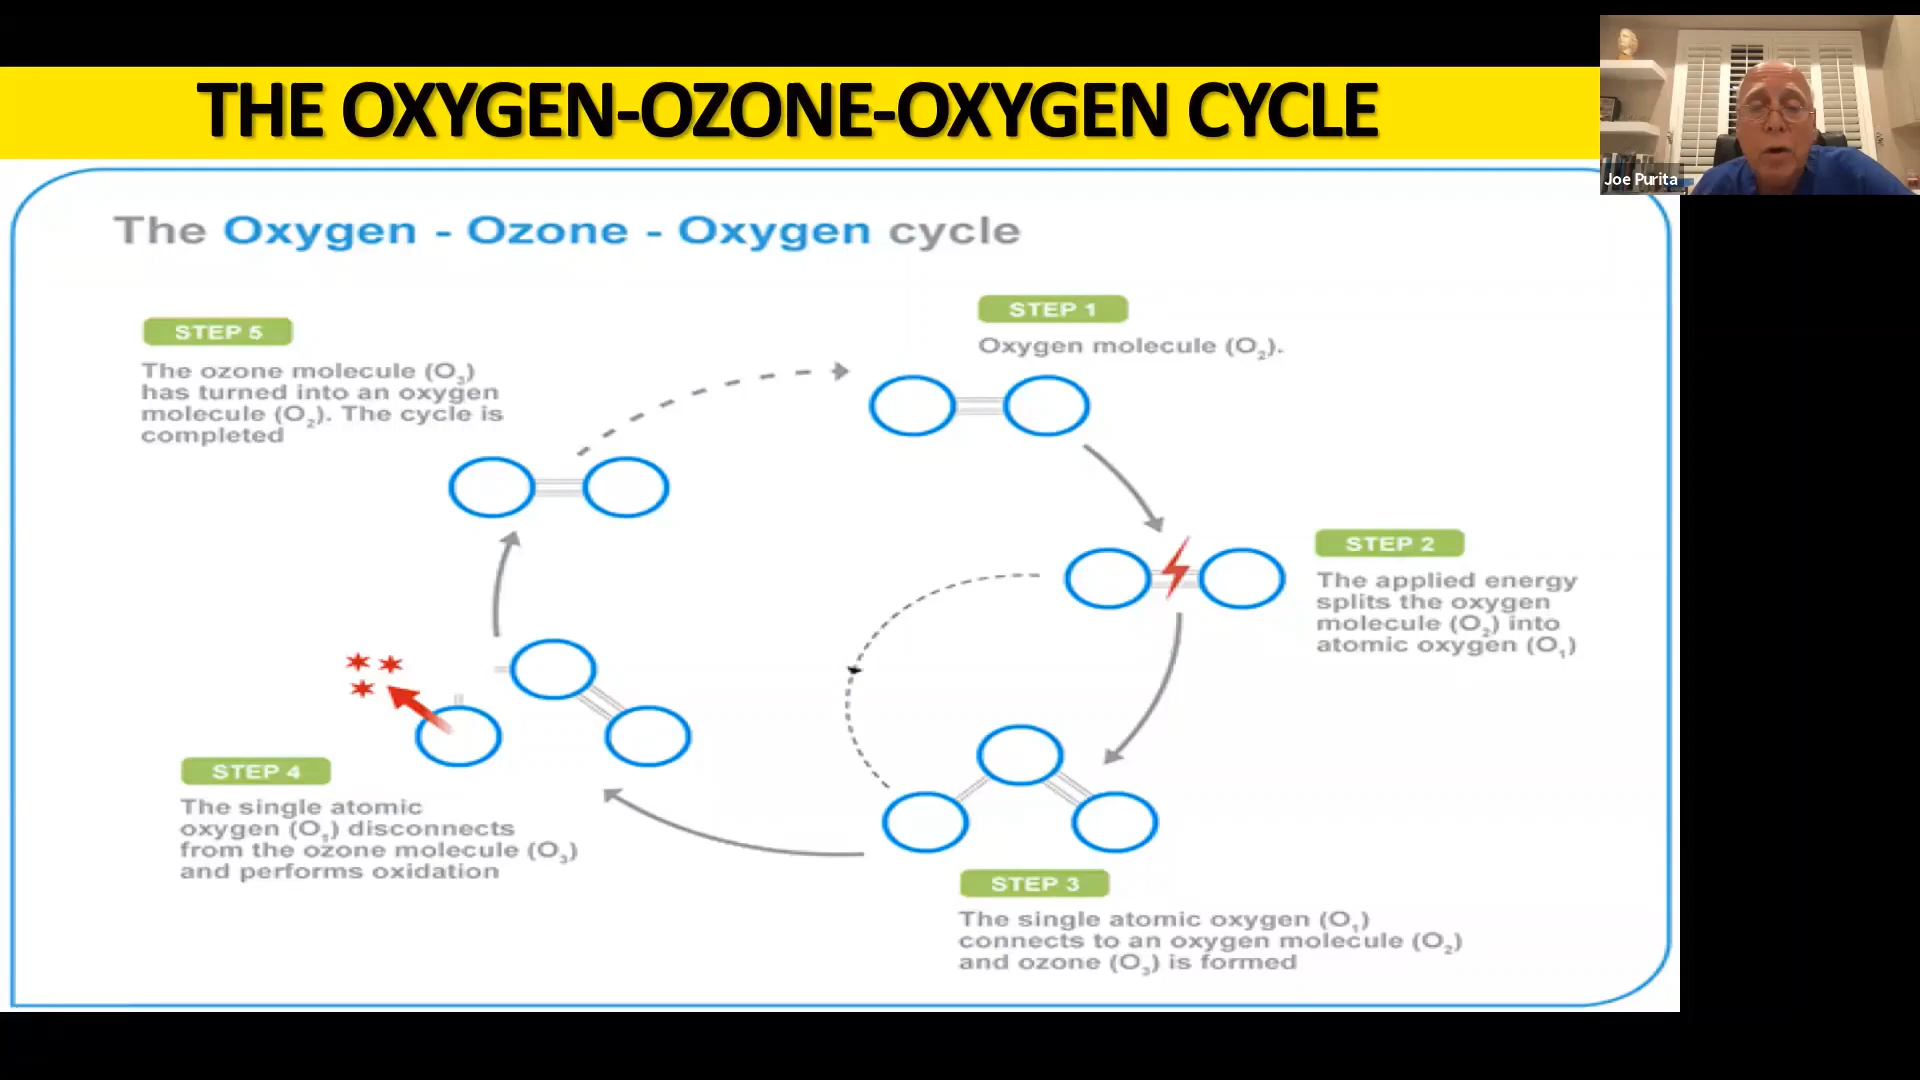 THE OXYGEN-OZONE-OXYGEN CYCLE
Joe Purita
The Oxygen - Ozone - Oxygen cycle
STEP 1
Oxygen molecule (O₂).
STEP 2
The applied energy
splits the oxygen
molecule (O₂) into
atomic oxygen (O₁)
STEP 3
The single atomic oxygen (O₁)
connects to an oxygen molecule (O₂)
and ozone (O₃) is formed
STEP 4
The single atomic
oxygen (O₁) disconnects
from the ozone molecule (O₃)
and performs oxidation
STEP 5
The ozone molecule (O₃)
has turned into an oxygen
molecule (O₂). The cycle is
completed